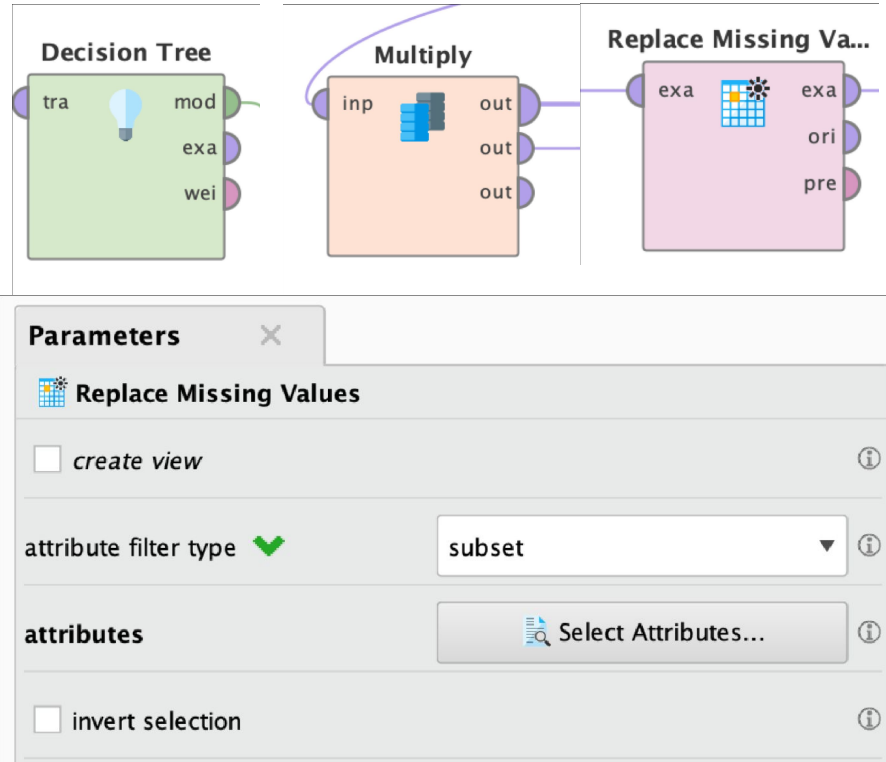 Decision Tree
tra
mod
exa
wei
Multiply
inp
out
out
out
Replace Missing Va...
exa
exa
ori
pre
Parameters
Replace Missing Values
create view
attribute filter type
subset
attributes
Select Attributes...
invert selection